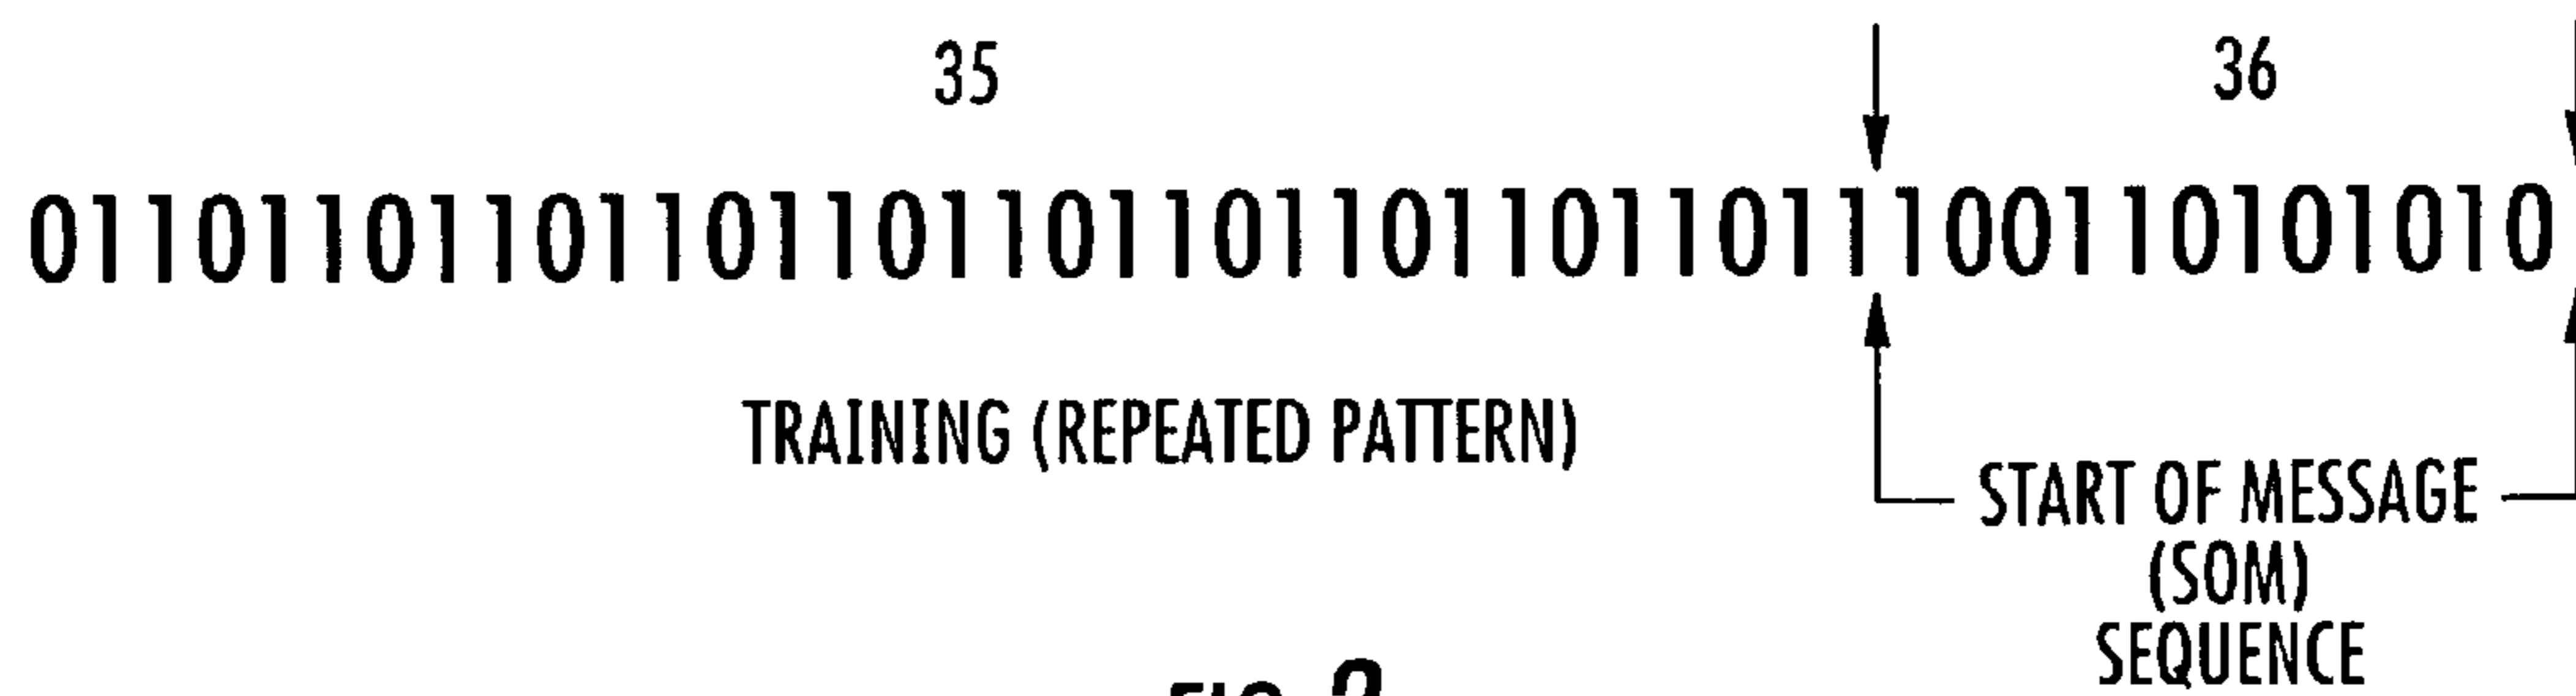 35 36
011011011011011011011011011011011100110101010
TRAINING (REPEATED PATTERN)
START OF MESSAGE
(SOM)
SEQUENCE